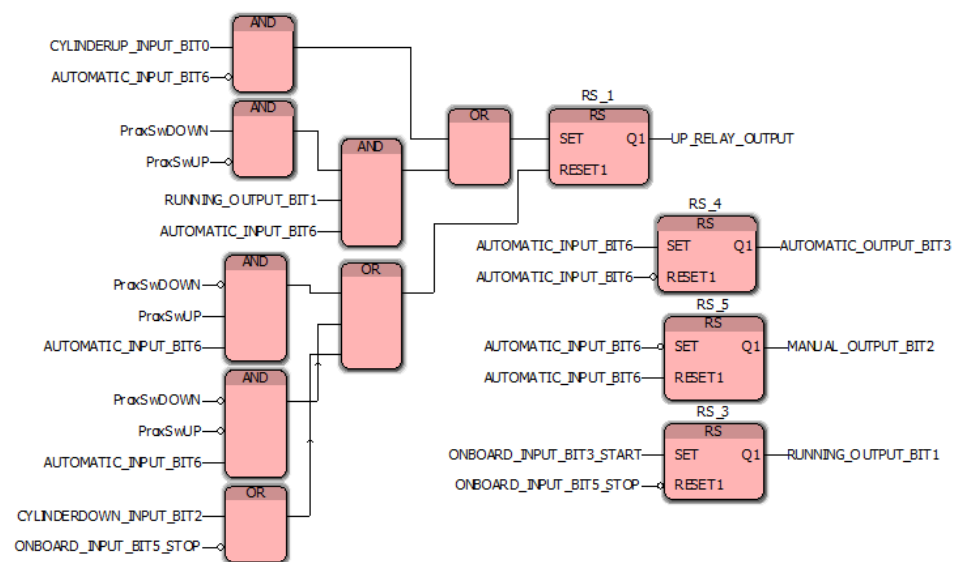 AND
CYLINDERUP_INPUT_BIT0
AUTOMATIC_INPUT_BIT6
AND
ProxSwDOWN
ProxSwUP
AND
RUNNING_OUTPUT_BIT1
AUTOMATIC_INPUT_BIT6
OR
RS_1
RS
SET Q1
RESET1
UP_RELAY_OUTPUT
AND
ProxSwDOWN
ProxSwUP
AUTOMATIC_INPUT_BIT6
OR
AND
ProxSwDOWN
ProxSwUP
AUTOMATIC_INPUT_BIT6
OR
CYLINDERDOWN_INPUT_BIT2
ONBOARD_INPUT_BIT5_STOP
RS_4
RS
AUTOMATIC_INPUT_BIT6 SET Q1 AUTOMATIC_OUTPUT_BIT3
AUTOMATIC_INPUT_BIT6 RESET1
RS_5
RS
AUTOMATIC_INPUT_BIT6 SET Q1 MANUAL_OUTPUT_BIT2
AUTOMATIC_INPUT_BIT6 RESET1
RS_3
RS
ONBOARD_INPUT_BIT3_START SET Q1 RUNNING_OUTPUT_BIT1
ONBOARD_INPUT_BIT5_STOP RESET1